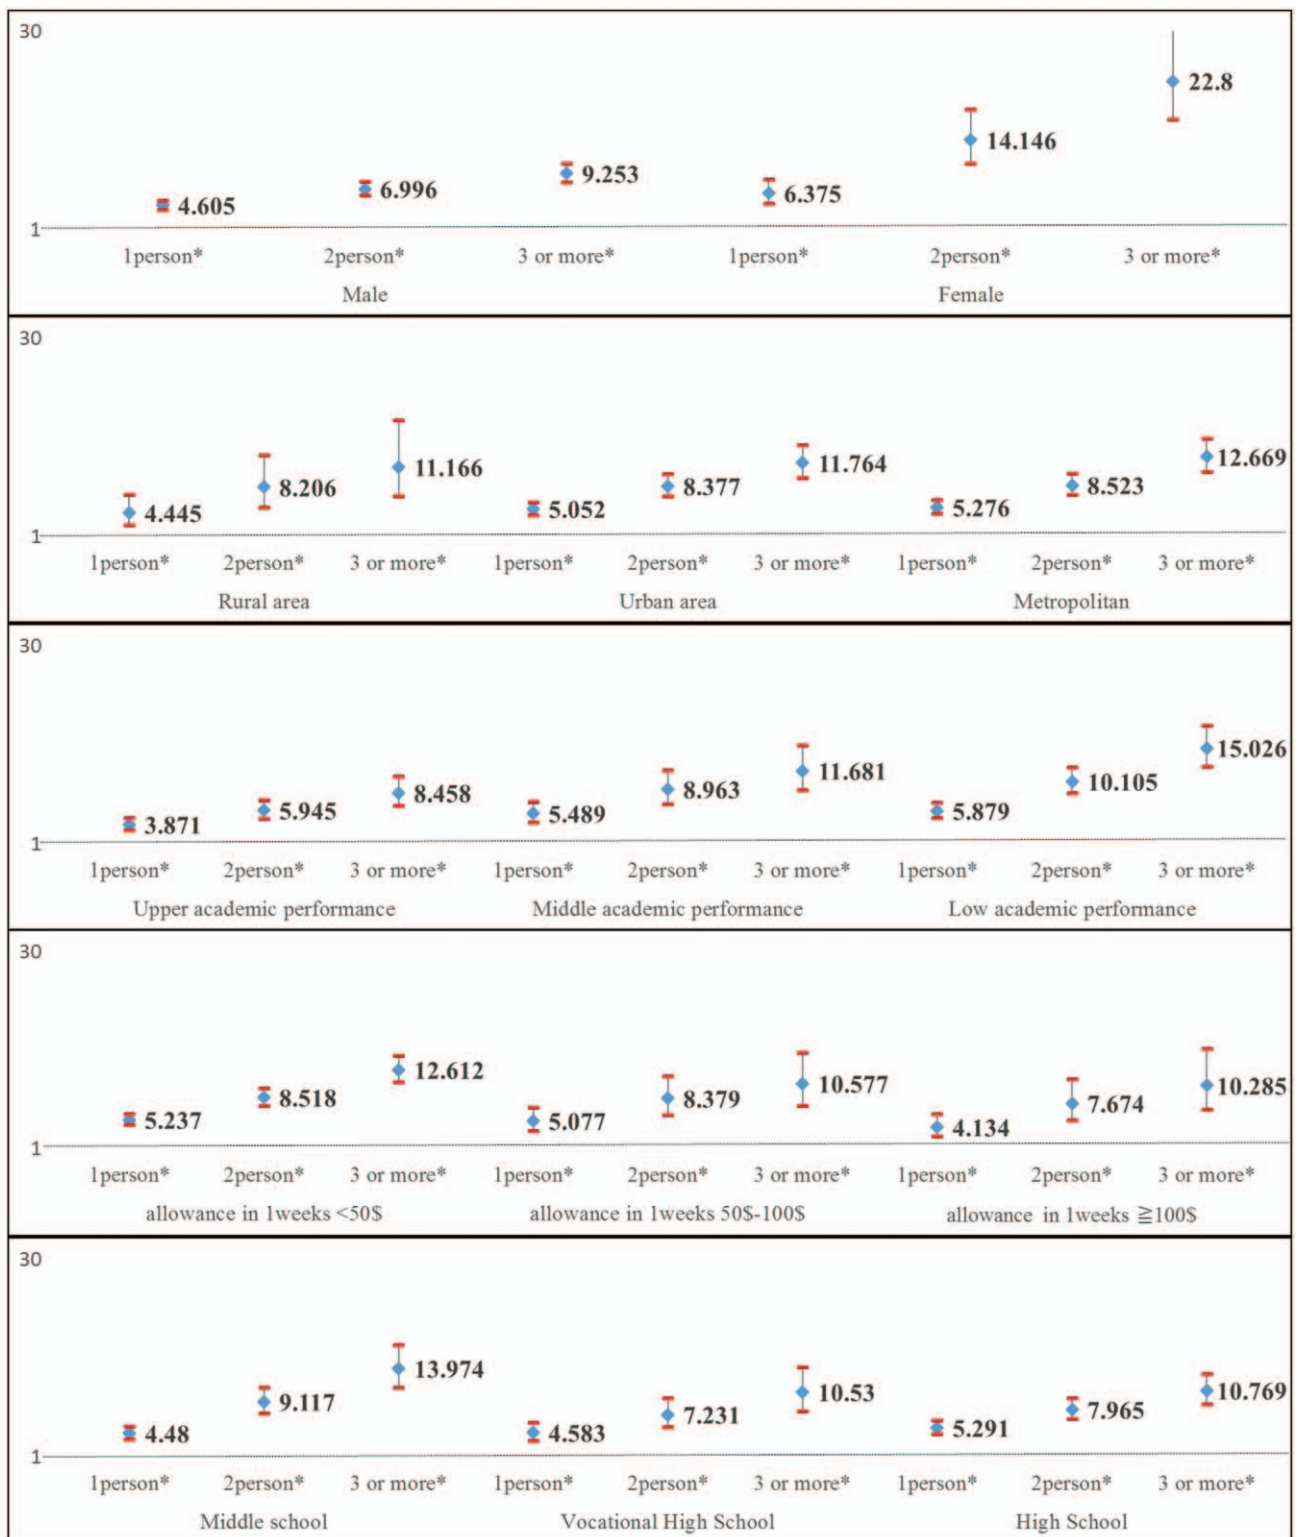 30
22.8
14.146
9.253
6.996
6.375
4.605
1
1person* 2person* 3 or more* 1person* 2person* 3 or more*
Male Female
30
12.669
11.764
11.166
8.206 8.377 8.523
4.445 5.052 5.276
1
1person* 2person* 3 or more* 1person* 2person* 3 or more* 1person* 2person* 3 or more*
Rural area Urban area Metropolitan
30
15.026
11.681
10.105
8.458 8.963
3.871 5.945 5.489 5.879
1
1person* 2person* 3 or more* 1person* 2person* 3 or more* 1person* 2person* 3 or more*
Upper academic performance Middle academic performance Low academic performance
30
12.612
10.577 10.285
8.518 8.379 7.674
5.237 5.077 4.134
1
1person* 2person* 3 or more* 1person* 2person* 3 or more* 1person* 2person* 3 or more*
allowance in 1weeks <50$ allowance in 1weeks 50$-100$ allowance in 1weeks ≧100$
30
13.974
10.53 10.769
9.117 7.231 7.965
4.48 4.583 5.291
1
1person* 2person* 3 or more* 1person* 2person* 3 or more* 1person* 2person* 3 or more*
Middle school Vocational High School High School